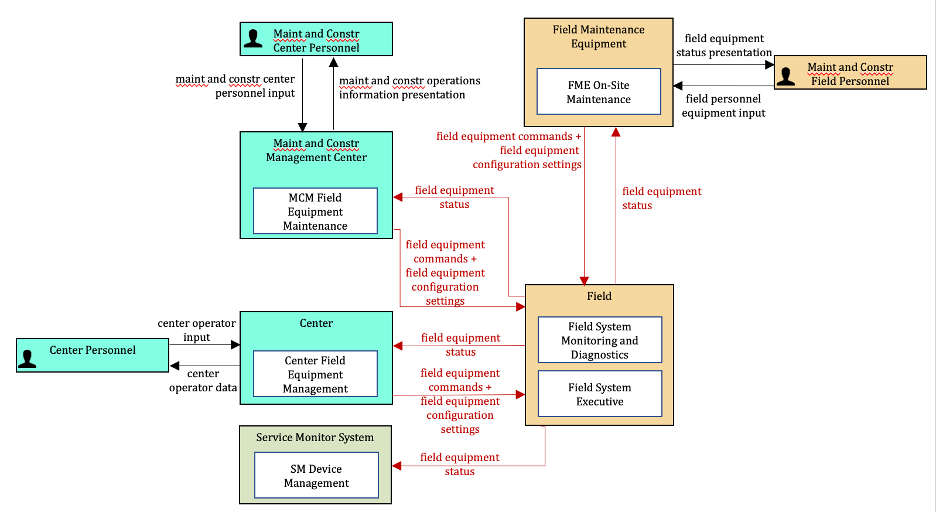 Maint and Constr
Center Personnel
maint and constr center
personnel input
maint and constr operations
information presentation
Maint and Constr
Management Center
MCM Field
Equipment
Maintenance
Field Maintenance
Equipment
FME On-Site
Maintenance
field equipment
status presentation
Maint and Constr
Field Personnel
field personnel
equipment input
field equipment commands +
field equipment
configuration settings
field equipment
status
field equipment
status
field equipment
commands +
field equipment
configuration
settings
Field
Field System
Monitoring and
Diagnostics
Field System
Executive
Center Personnel
center operator
input
center
operator data
Center
Center Field
Equipment
Management
field equipment
status
field equipment
commands +
field equipment
configuration
settings
Service Monitor System
SM Device
Management
field equipment
status